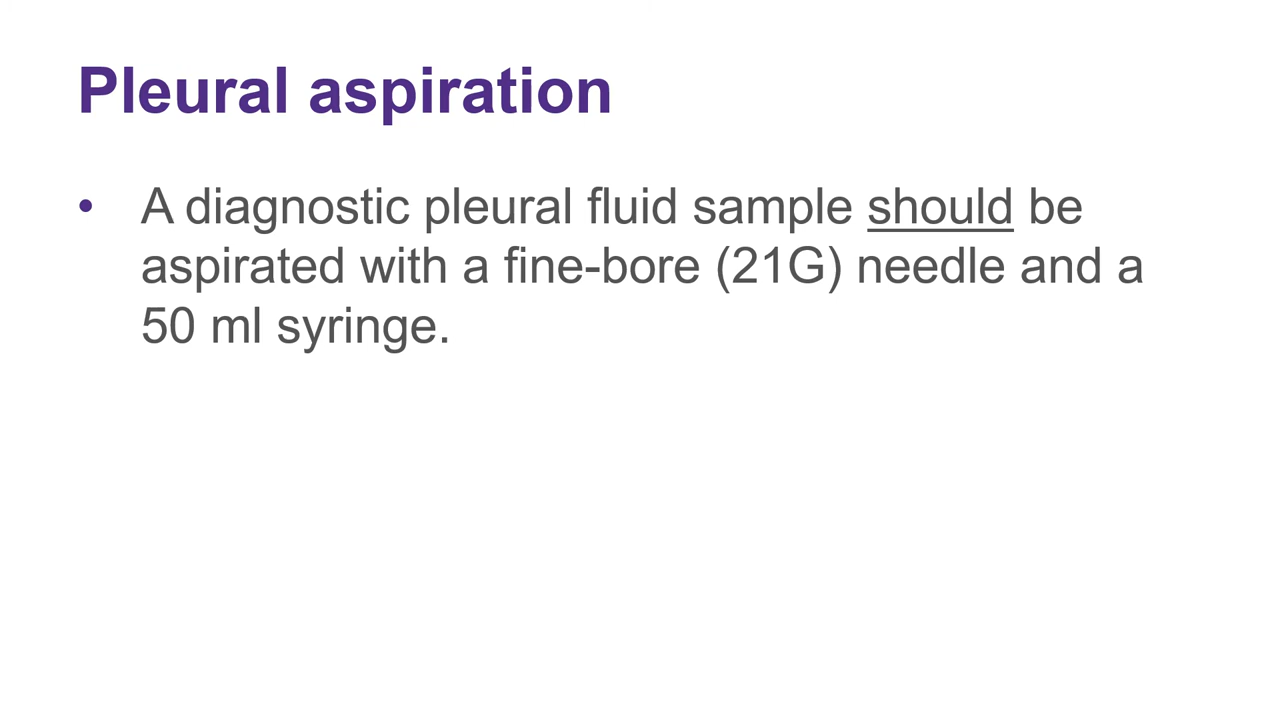 Pleural aspiration
• A diagnostic pleural fluid sample should be
aspirated with a fine-bore (21G) needle and a
50 ml syringe.